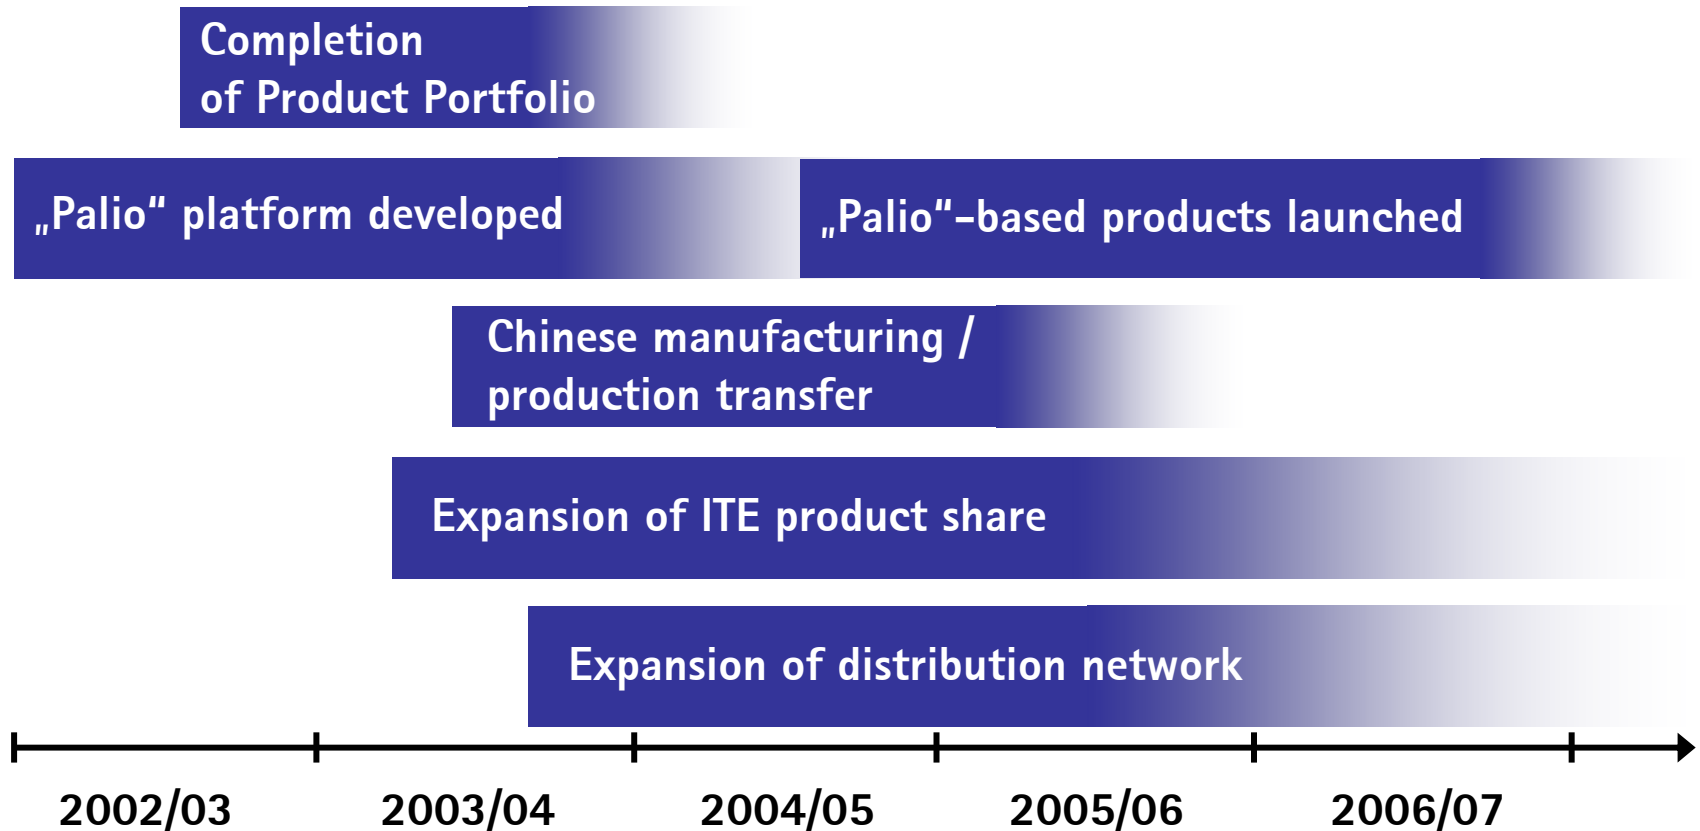 Completion
of Product Portfolio
„Palio“ platform developed
„Palio“-based products launched
Chinese manufacturing /
production transfer
Expansion of ITE product share
Expansion of distribution network
2002/03
2003/04
2004/05
2005/06
2006/07